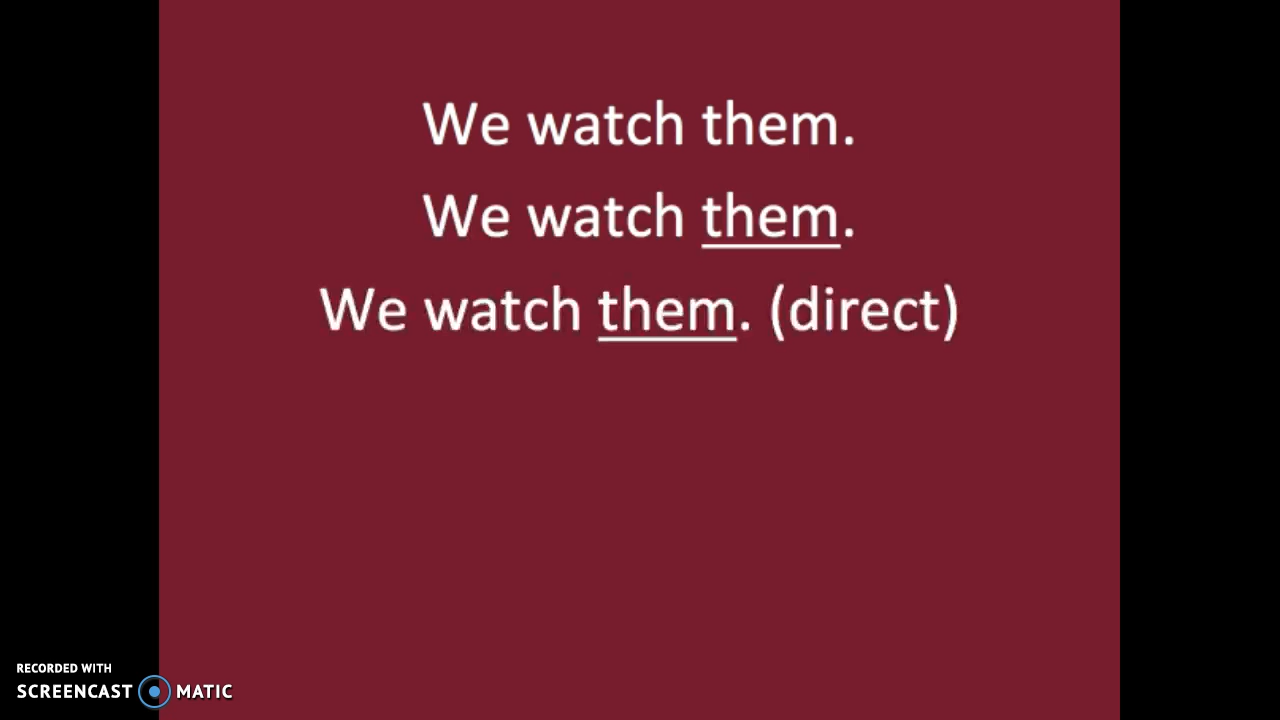 We watch them.
We watch them.
We watch them. (direct)
RECORDED WITH
SCREENCAST MATIC